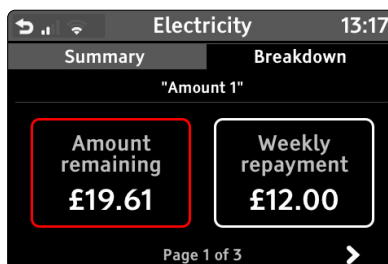 Electricity 13:17
Summary Breakdown
"Amount 1"
Amount
remaining
£19.61
Weekly
repayment
£12.00
Page 1 of 3